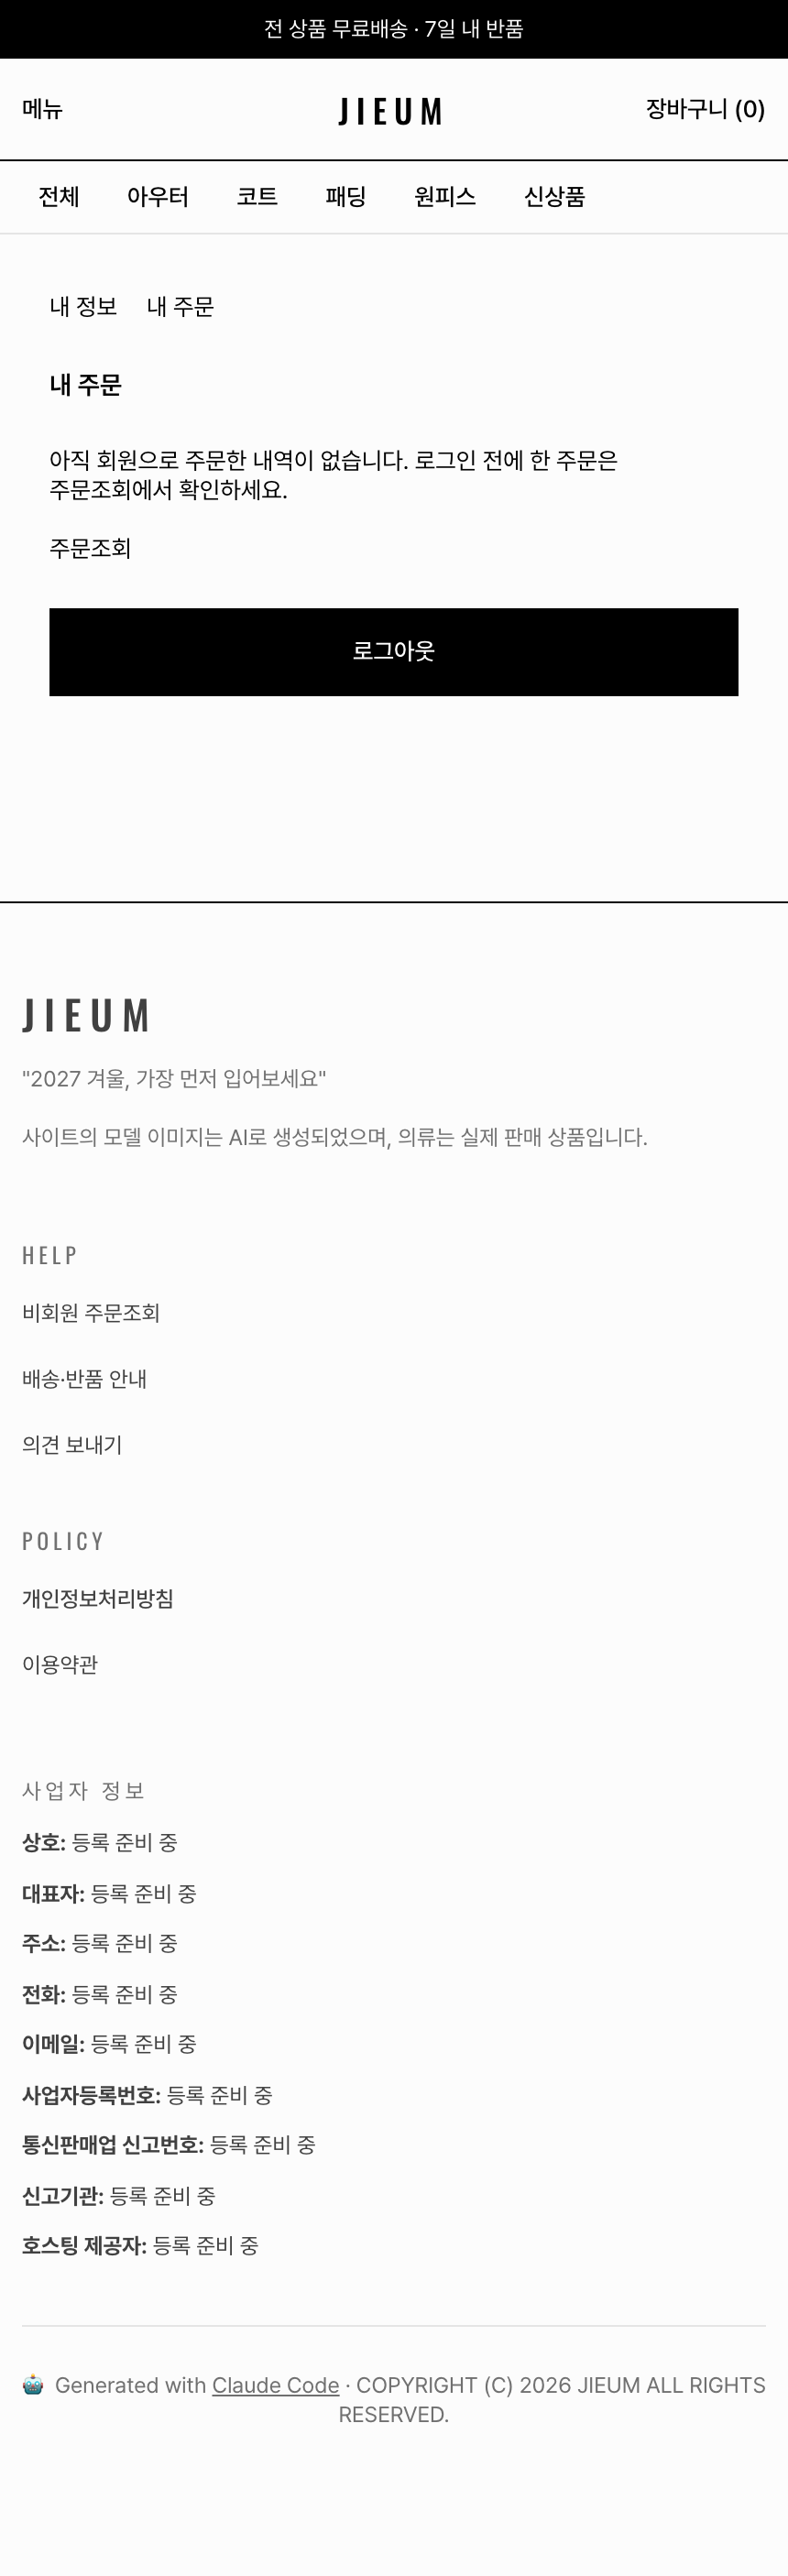 전 상품 무료배송 · 7일 내 반품
메뉴
JIEUM
장바구니 (0)
전체 아우터 코트 패딩 원피스 신상품
내 정보 내 주문
내 주문
아직 회원으로 주문한 내역이 없습니다. 로그인 전에 한 주문은
주문조회에서 확인하세요.
주문조회
로그아웃
JIEUM
"2027 겨울, 가장 먼저 입어보세요"
사이트의 모델 이미지는 AI로 생성되었으며, 의류는 실제 판매 상품입니다.
HELP
비회원 주문조회
배송·반품 안내
의견 보내기
POLICY
개인정보처리방침
이용약관
사업자 정보
상호: 등록 준비 중
대표자: 등록 준비 중
주소: 등록 준비 중
전화: 등록 준비 중
이메일: 등록 준비 중
사업자등록번호: 등록 준비 중
통신판매업 신고번호: 등록 준비 중
신고기관: 등록 준비 중
호스팅 제공자: 등록 준비 중
🤖 Generated with Claude Code · COPYRIGHT (C) 2026 JIEUM ALL RIGHTS
RESERVED.